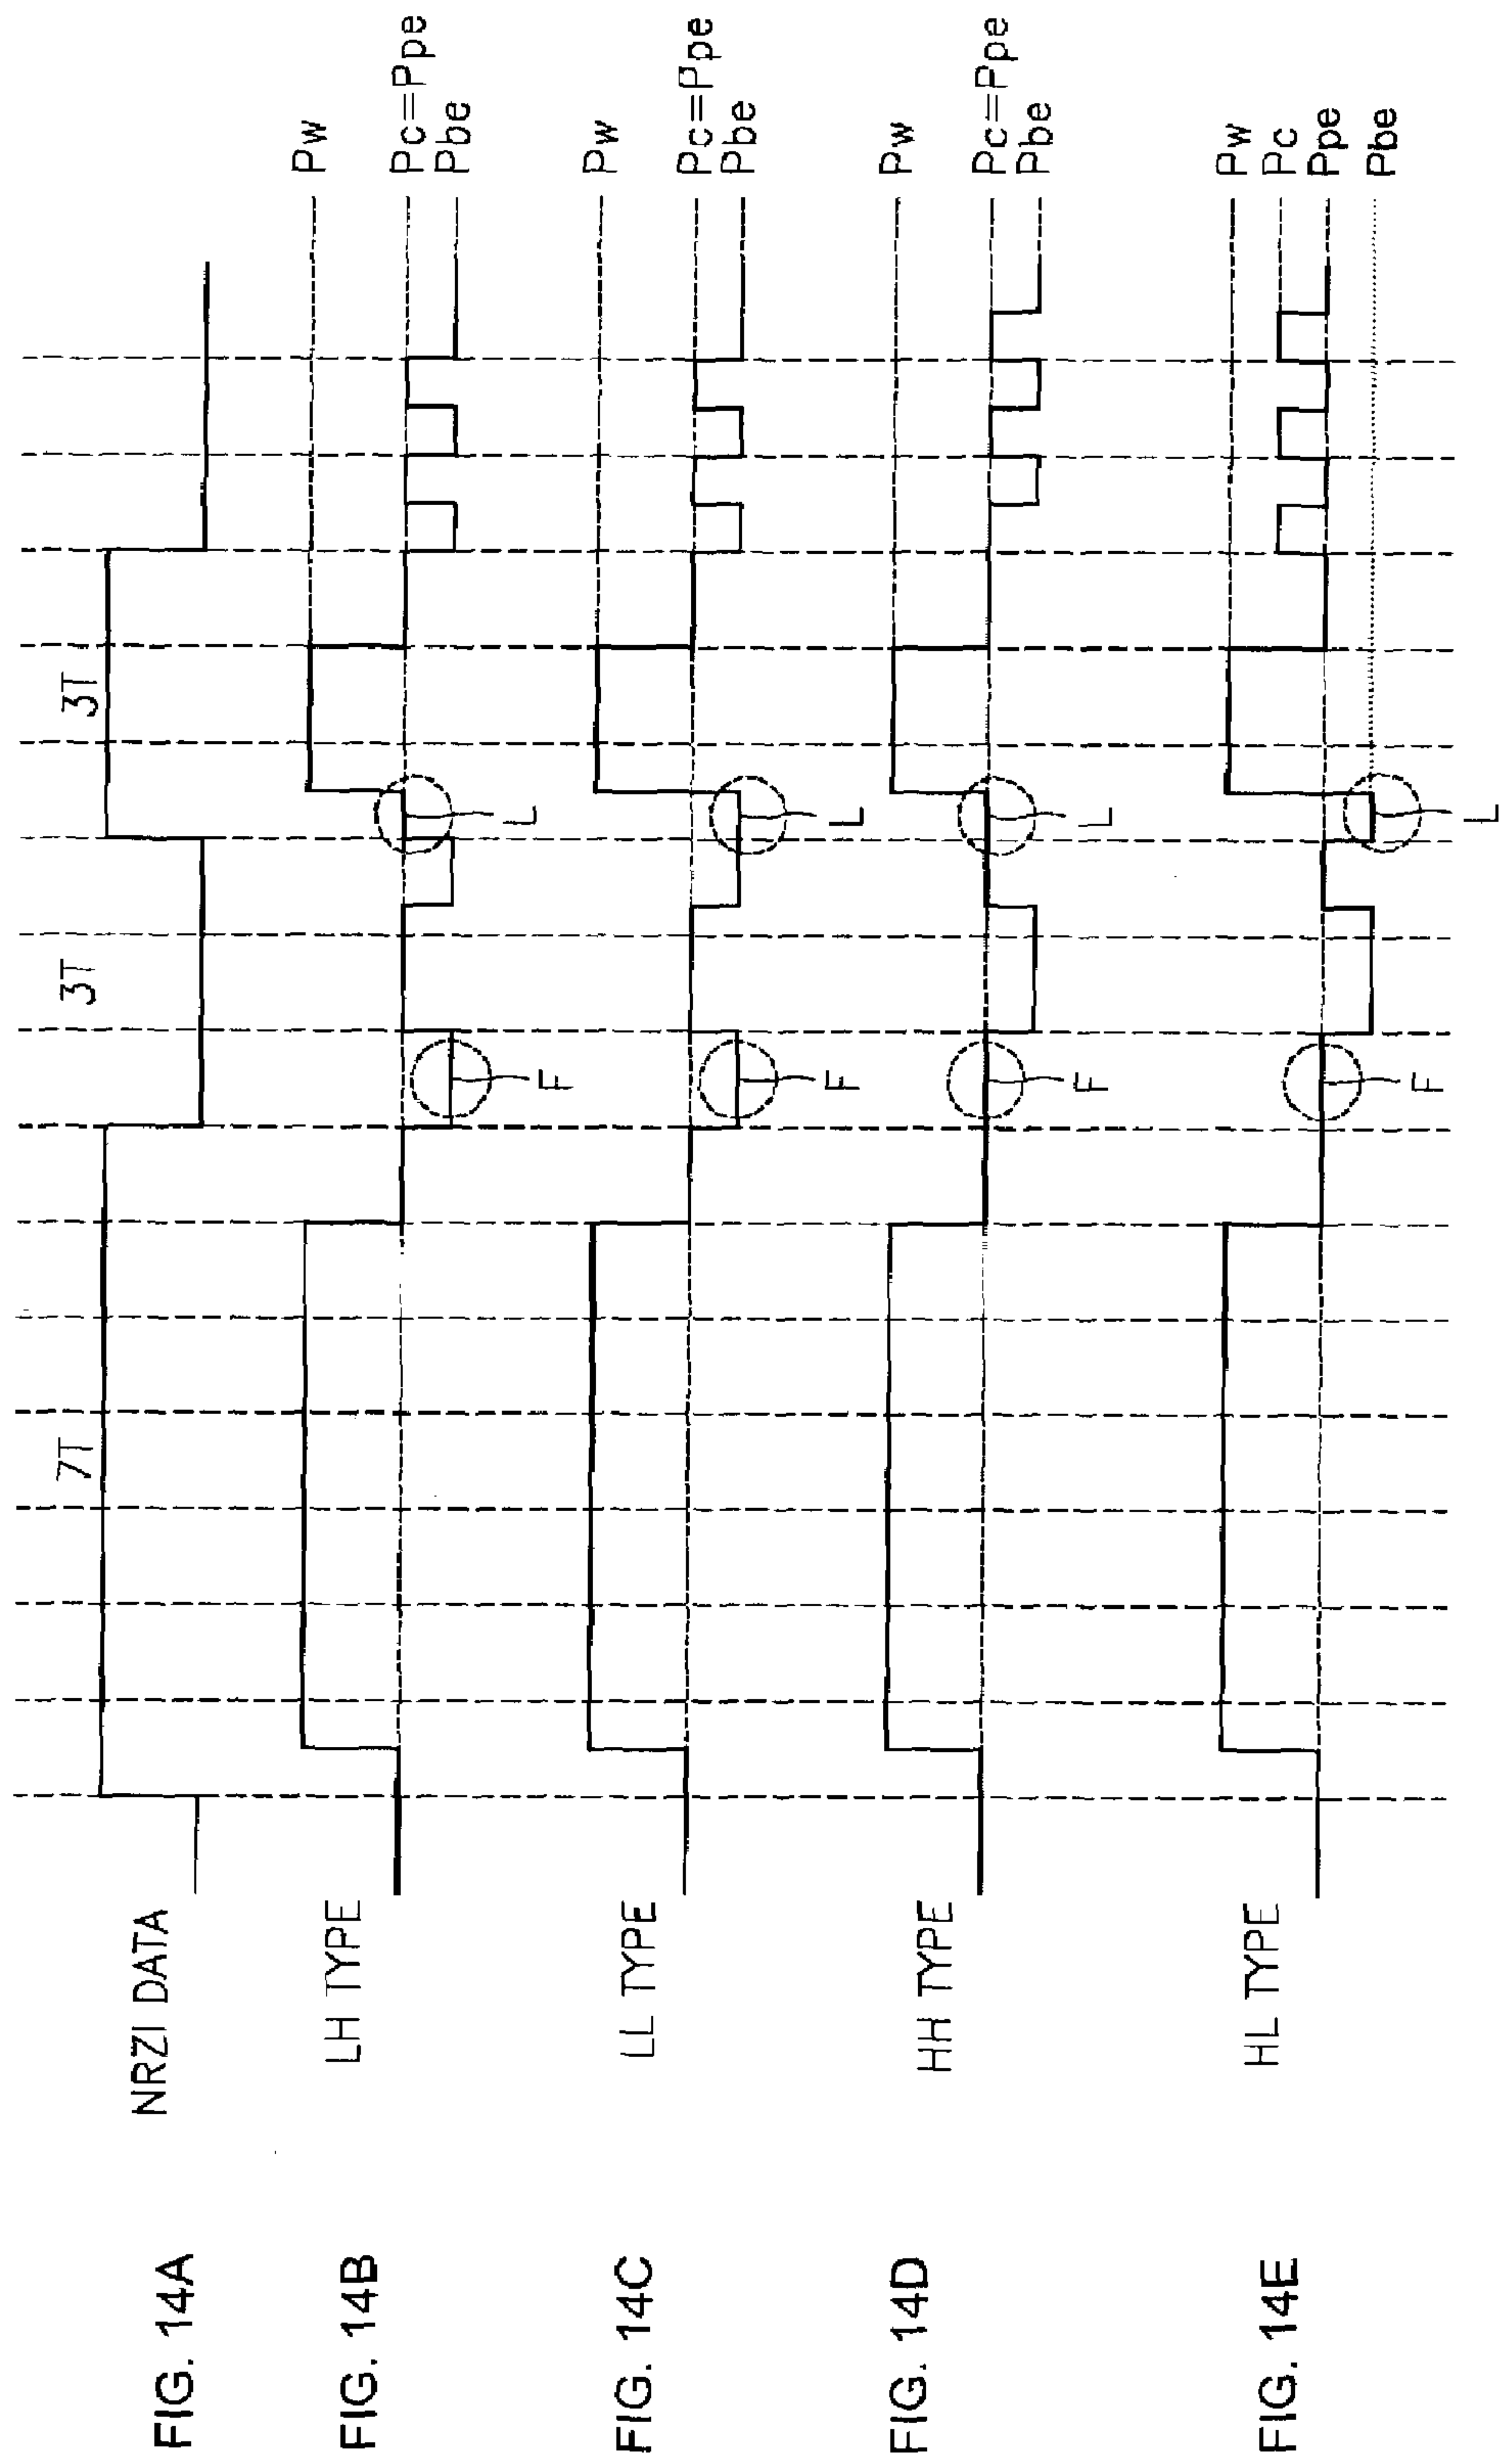 7T 3T 3T
FIG. 14A NRZI DATA
Pw
FIG. 14B LH TYPE Pc=Ppe
Pbe
F L
Pw
FIG. 14C LL TYPE Pc=Ppe
Pbe
F L
Pw
FIG. 14D HH TYPE Pc=Ppe
Pbe
F L
Pw
Pc
FIG. 14E HL TYPE Ppe
Pbe
F L